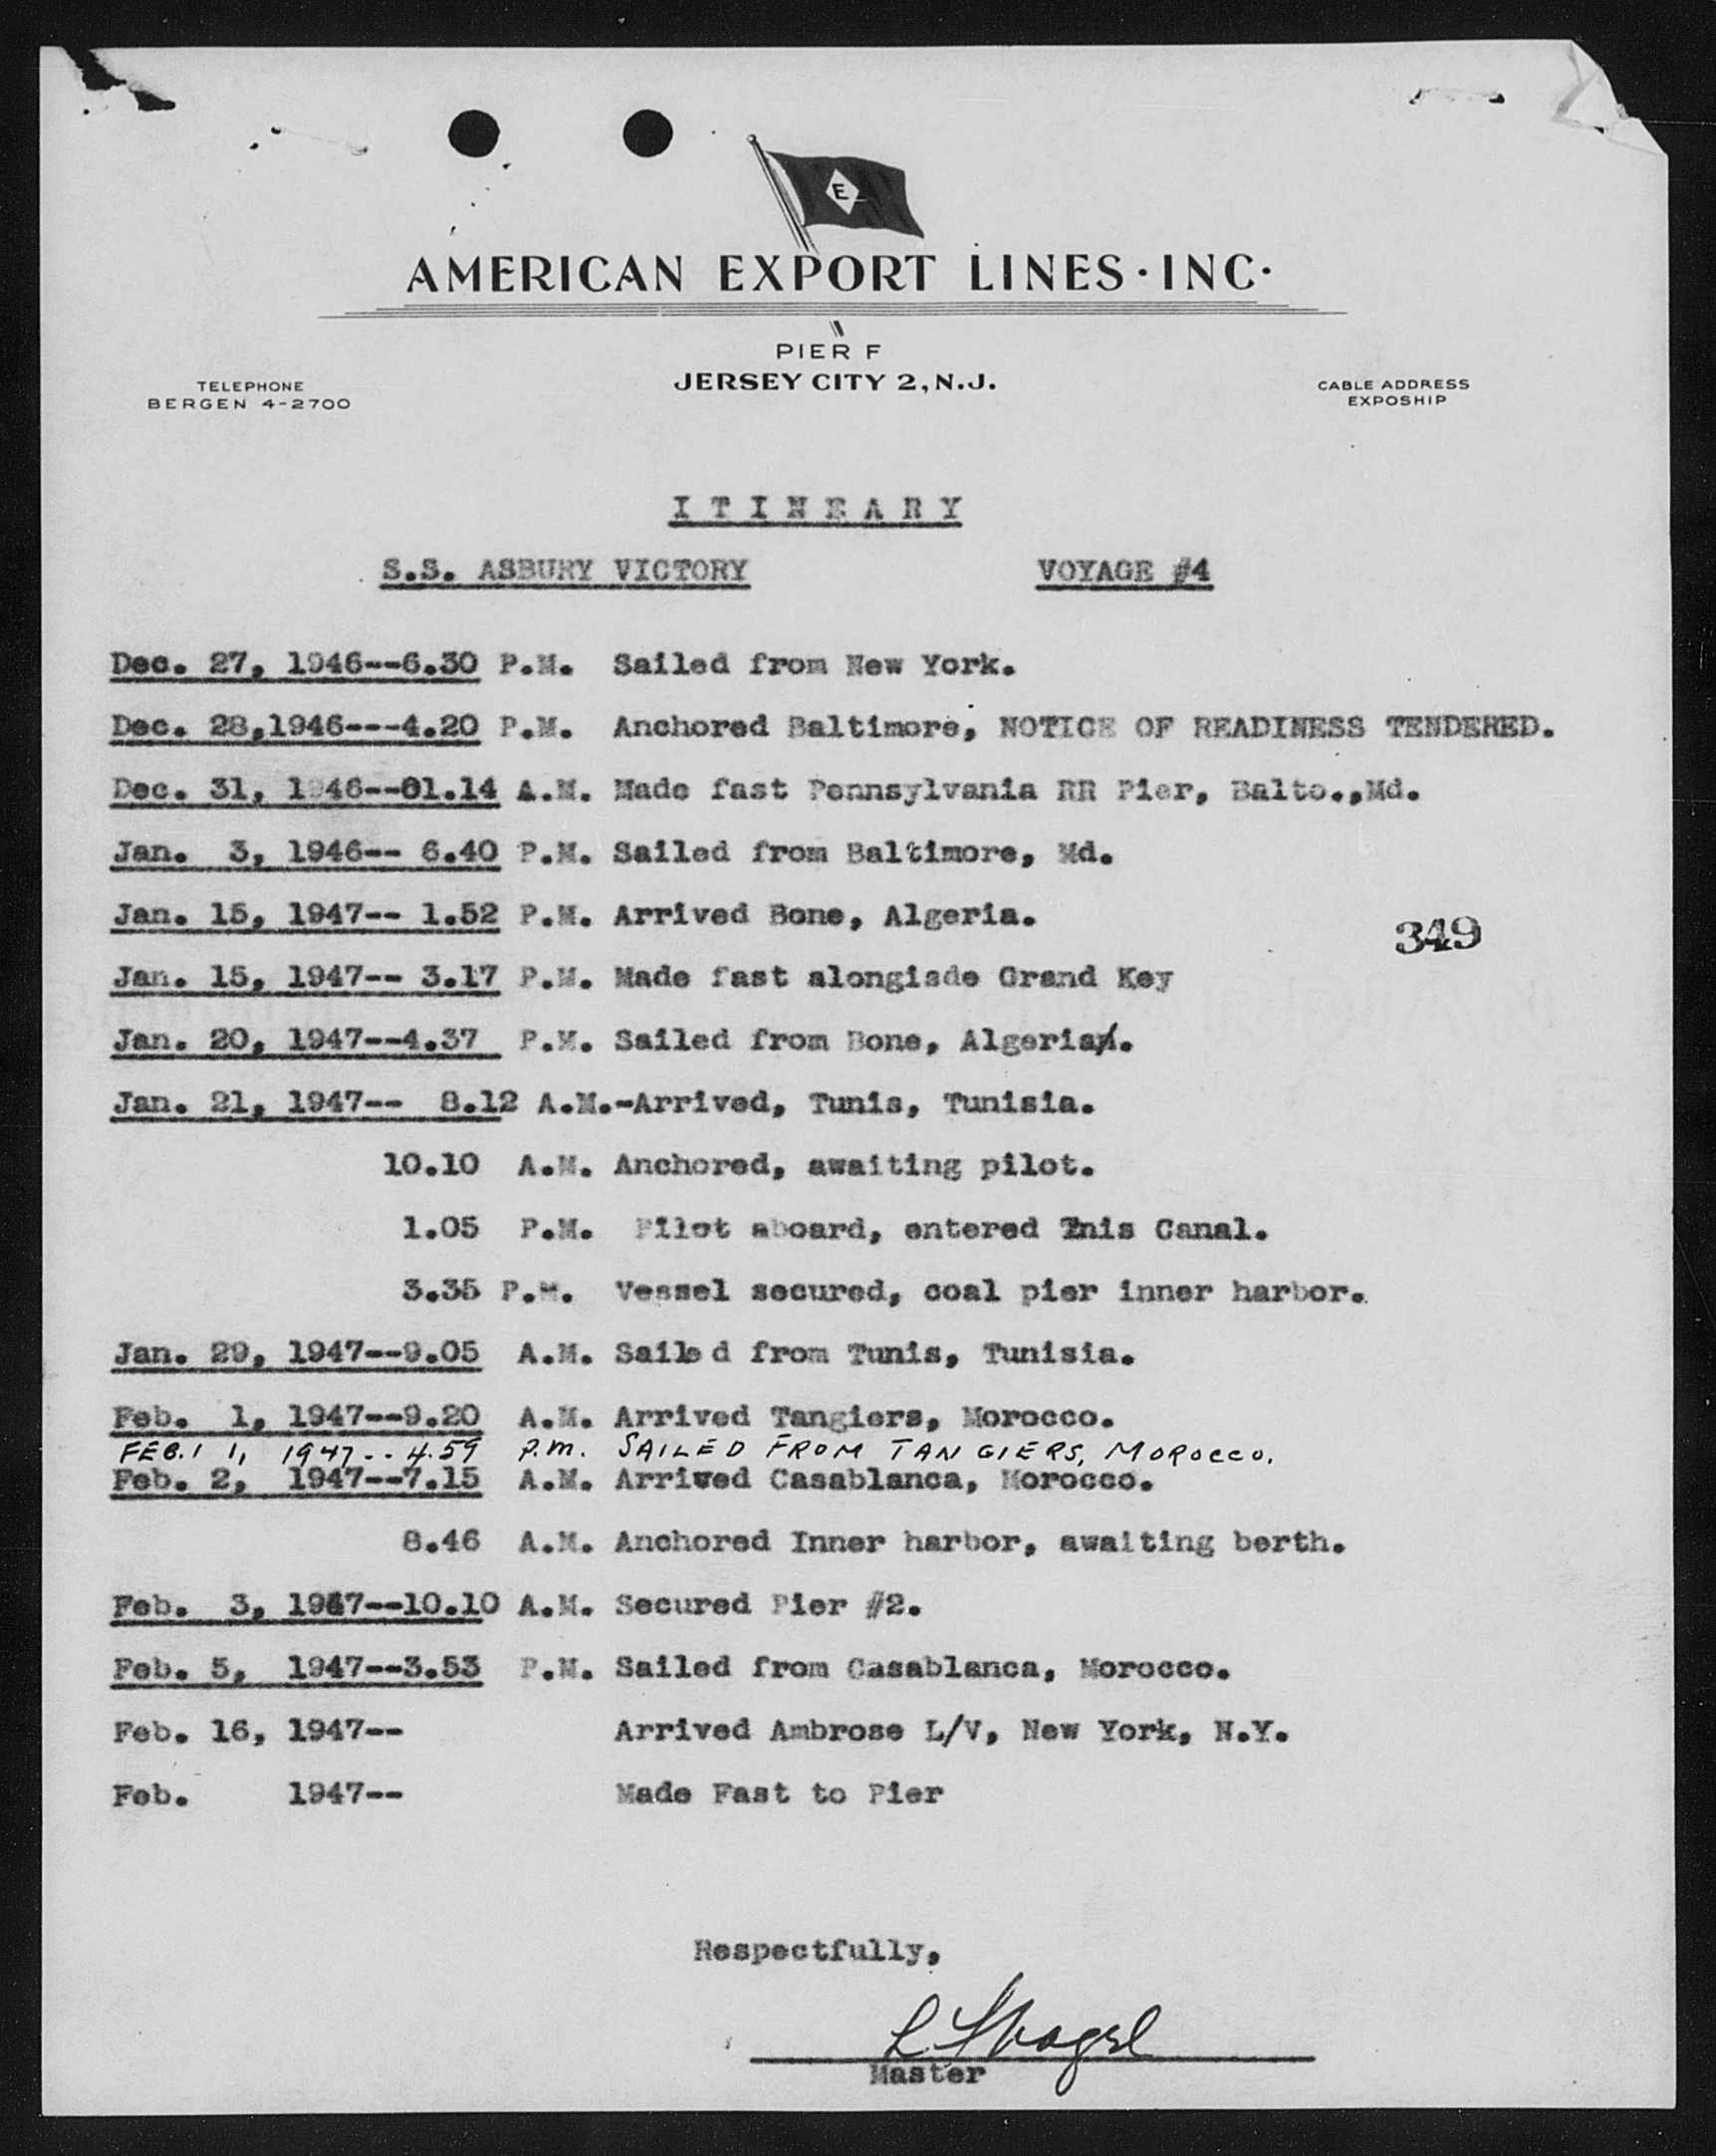 E
AMERICAN EXPORT LINES·INC·
PIER F
JERSEY CITY 2, N.J.
TELEPHONE
BERGEN 4-2700
CABLE ADDRESS
EXPOSHIP
I T I N E A R Y
S.S. ASBURY VICTORY VOYAGE #4
Dec. 27, 1946--6.30 P.M. Sailed from New York.
Dec. 28,1946---4.20 P.M. Anchored Baltimore, NOTICE OF READINESS TENDERED.
Dec. 31, 1946--01.14 A.M. Made fast Pennsylvania RR Pier, Balto.,Md.
Jan. 3, 1946-- 6.40 P.M. Sailed from Baltimore, Md.
Jan. 15, 1947-- 1.52 P.M. Arrived Bone, Algeria.
349
Jan. 15, 1947-- 3.17 P.M. Made fast alongisde Grand Key
Jan. 20, 1947--4.37 P.M. Sailed from Bone, Algeria.
Jan. 21, 1947-- 8.12 A.M.-Arrived, Tunis, Tunisia.
10.10 A.M. Anchored, awaiting pilot.
1.05 P.M. Pilot aboard, entered Canal.
3.35 P.M. Vessel secured, coal pier inner harbor.
Jan. 29, 1947--9.05 A.M. Sailed from Tunis, Tunisia.
Feb. 1, 1947--9.20 A.M. Arrived Tangiers, Morocco.
FEB. 1, 1947-- 4.59 P.M. SAILED FROM TANGIERS, MOROCCO.
Feb. 2, 1947--7.15 A.M. Arrived Casablanca, Morocco.
8.46 A.M. Anchored Inner harbor, awaiting berth.
Feb. 3, 1947--10.10 A.M. Secured Pier #2.
Feb. 5, 1947--3.53 P.M. Sailed from Casablanca, Morocco.
Feb. 16, 1947-- Arrived Ambrose L/V, New York, N.Y.
Feb. 1947-- Made Fast to Pier
Respectfully,
Master